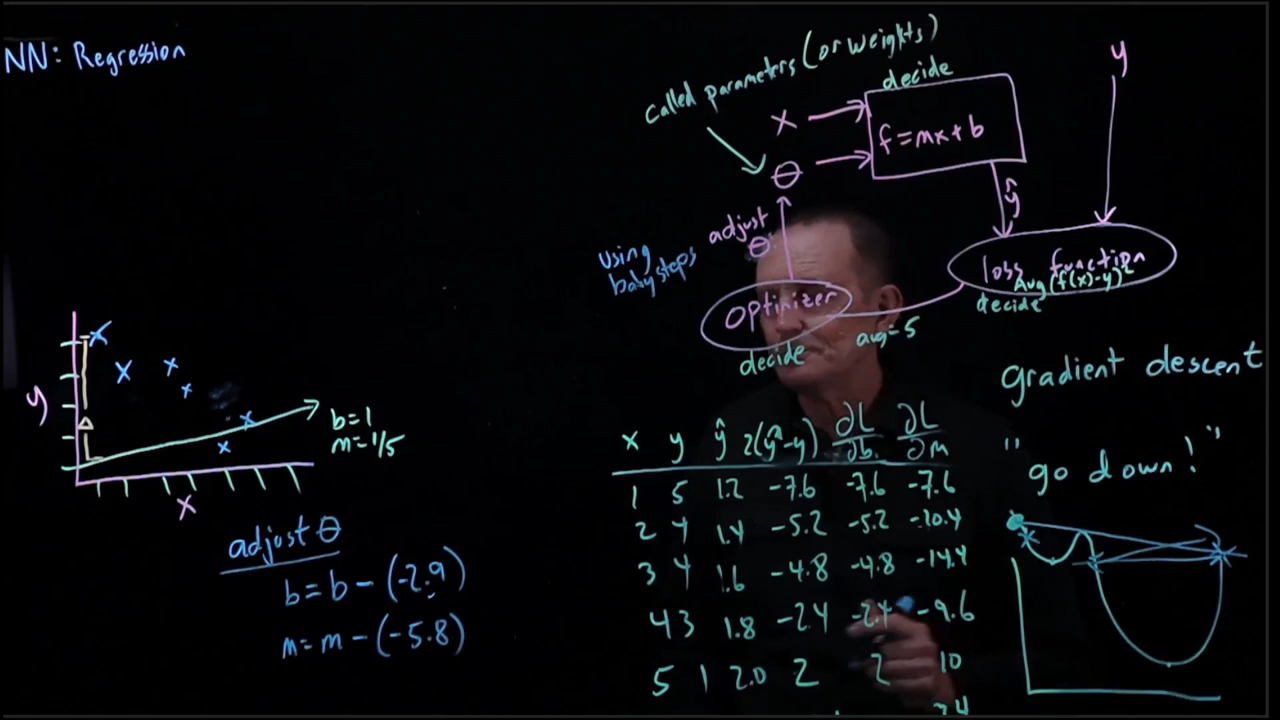 NN: Regression
called parameters (or weights)
decide
x
θ
f=mx+b
y
ŷ
adjust
θ
using
baby steps
optimizer
decide
loss function
Avg(f(x)-y)²
decide
avg=5
gradient descent
"go down!"
y
x
b=1
m=1/5
adjust θ
b=b-(-2.9)
m=m-(-5.8)
x y ŷ 2(ŷ-y) ∂L/∂b ∂L/∂m
1 5 1.2 -7.6 -7.6 -7.6
2 4 1.4 -5.2 -5.2 -10.4
3 4 1.6 -4.8 -4.8 -14.4
4 3 1.8 -2.4 -2.4 -9.6
5 1 2.0 2 2 10